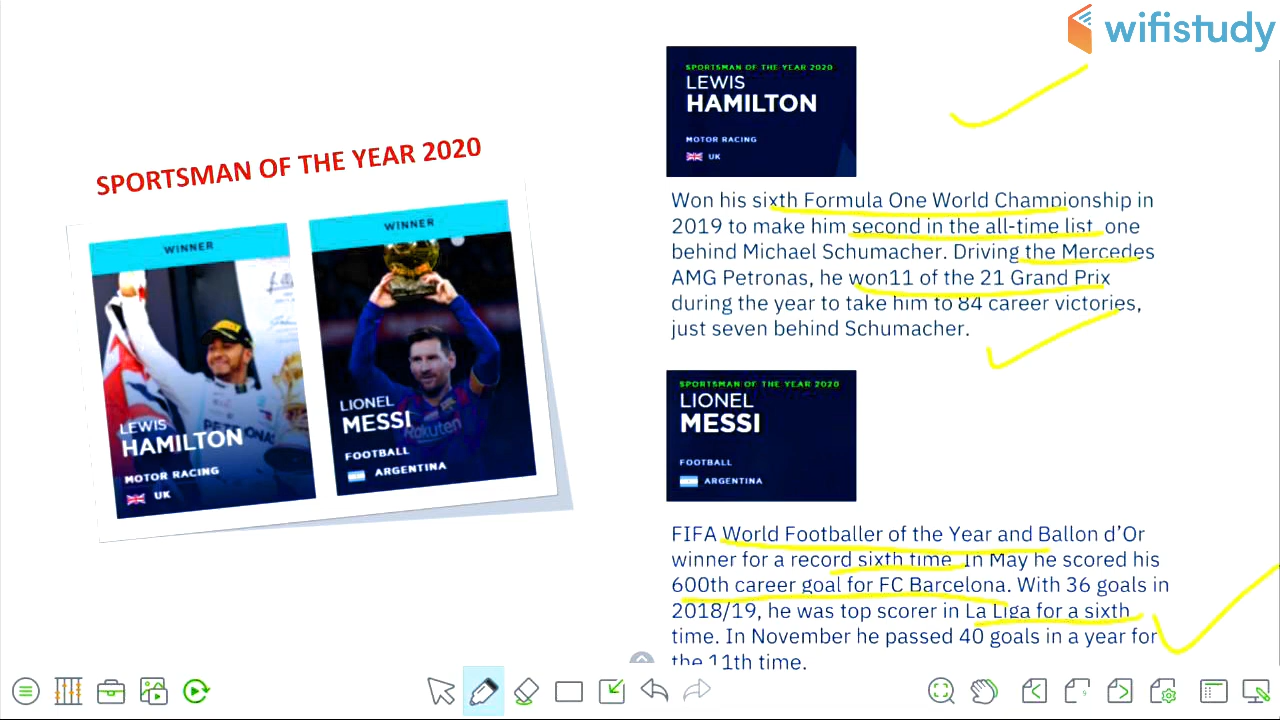 wifistudy
SPORTSMAN OF THE YEAR 2020
WINNER
LEWIS
HAMILTON
MOTOR RACING
UK
WINNER
LIONEL
MESSI
FOOTBALL
ARGENTINA
Rakuten
SPORTSMAN OF THE YEAR 2020
LEWIS
HAMILTON
MOTOR RACING
UK
Won his sixth Formula One World Championship in
2019 to make him second in the all-time list one
behind Michael Schumacher. Driving the Mercedes
AMG Petronas, he won11 of the 21 Grand Prix
during the year to take him to 84 career victories,
just seven behind Schumacher.
SPORTSMAN OF THE YEAR 2020
LIONEL
MESSI
FOOTBALL
ARGENTINA
FIFA World Footballer of the Year and Ballon d’Or
winner for a record sixth time. In May he scored his
600th career goal for FC Barcelona. With 36 goals in
2018/19, he was top scorer in La Liga for a sixth
time. In November he passed 40 goals in a year for
the 11th time.
9